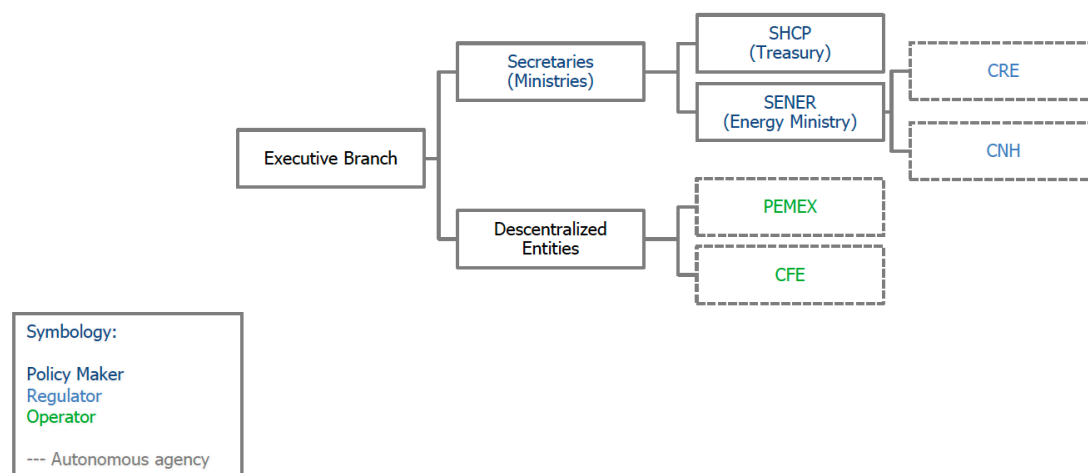 SHCP
(Treasury)
Secretaries
(Ministries)
CRE
SENER
(Energy Ministry)
Executive Branch
CNH
PEMEX
Descentralized
Entities
CFE
Symbology:
Policy Maker
Regulator
Operator
--- Autonomous agency